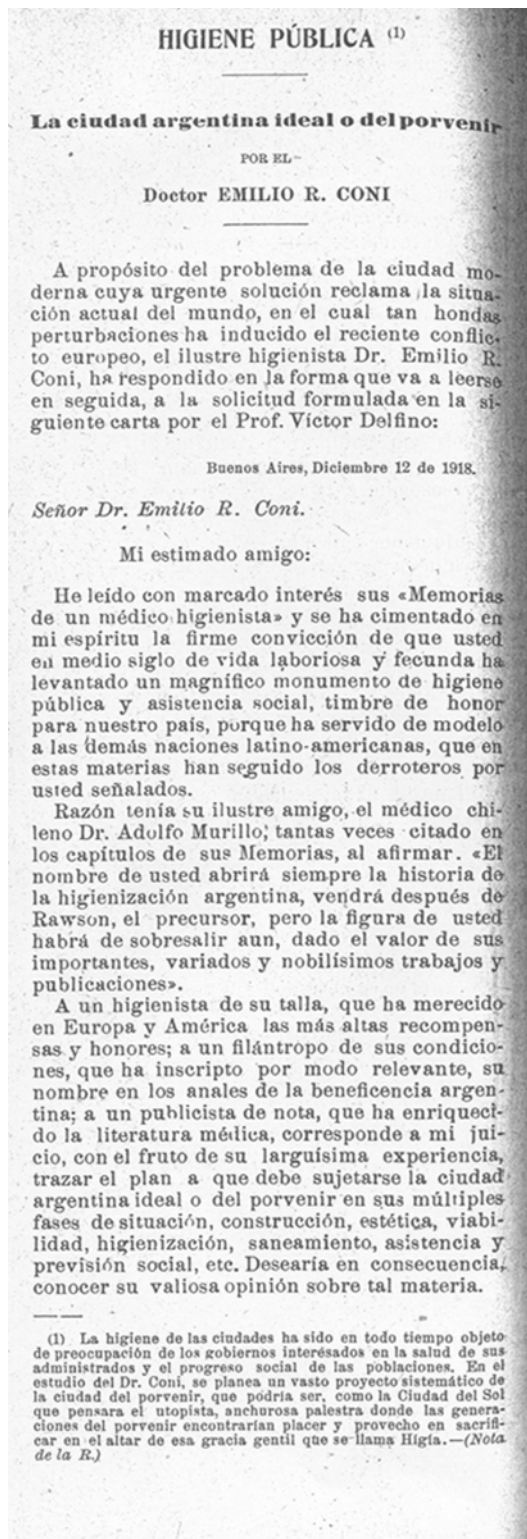 HIGIENE PÚBLICA (1)
La ciudad argentina ideal o del porvenir
POR EL
Doctor EMILIO R. CONI
A propósito del problema de la ciudad mo-
derna cuya urgente solución reclama la situa-
ción actual del mundo, en el cual tan hondas
perturbaciones ha inducido el reciente conflic-
to europeo, el ilustre higienista Dr. Emilio R.
Coni, ha respondido en la forma que va a leerse
en seguida, a la solicitud formulada en la si-
guiente carta por el Prof. Víctor Delfino:
Buenos Aires, Diciembre 12 de 1918.
Señor Dr. Emilio R. Coni.
Mi estimado amigo:
He leído con marcado interés sus «Memorias
de un médico higienista» y se ha cimentado en
mi espíritu la firme convicción de que usted
en medio siglo de vida laboriosa y fecunda ha
levantado un magnífico monumento de higiene
pública y asistencia social, timbre de honor
para nuestro país, porque ha servido de modelo
a las demás naciones latino-americanas, que en
estas materias han seguido los derroteros por
usted señalados.
Razón tenía su ilustre amigo, el médico chi-
leno Dr. Adolfo Murillo, tantas veces citado en
los capítulos de sus Memorias, al afirmar. «El
nombre de usted abrirá siempre la historia de
la higienización argentina, vendrá después de
Rawson, el precursor, pero la figura de usted
habrá de sobresalir aun, dado el valor de sus
importantes, variados y nobilísimos trabajos y
publicaciones».
A un higienista de su talla, que ha merecido
en Europa y América las más altas recompen-
sas y honores; a un filántropo de sus condicio-
nes, que ha inscripto por modo relevante, su
nombre en los anales de la beneficencia argen-
tina; a un publicista de nota, que ha enriqueci-
do la literatura médica, corresponde a mi jui-
cio, con el fruto de su larguísima experiencia,
trazar el plan a que debe sujetarse la ciudad
argentina ideal o del porvenir en sus múltiples
fases de situación, construcción, estética, viabi-
lidad, higienización, saneamiento, asistencia y
previsión social, etc. Desearía en consecuencia,
conocer su valiosa opinión sobre tal materia.
(1) La higiene de las ciudades ha sido en todo tiempo objeto
de preocupación de los gobiernos interesados en la salud de sus
administrados y el progreso social de las poblaciones. En el
estudio del Dr. Coni, se planea un vasto proyecto sistemático de
la ciudad del porvenir, que podría ser, como la Ciudad del Sol
que pensara el utopista, anchurosa palestra donde las genera-
ciones del porvenir encontrarían placer y provecho en sacrifi-
car en el altar de esa gracia gentil que se llama Higía.—(Nota
de la R.)